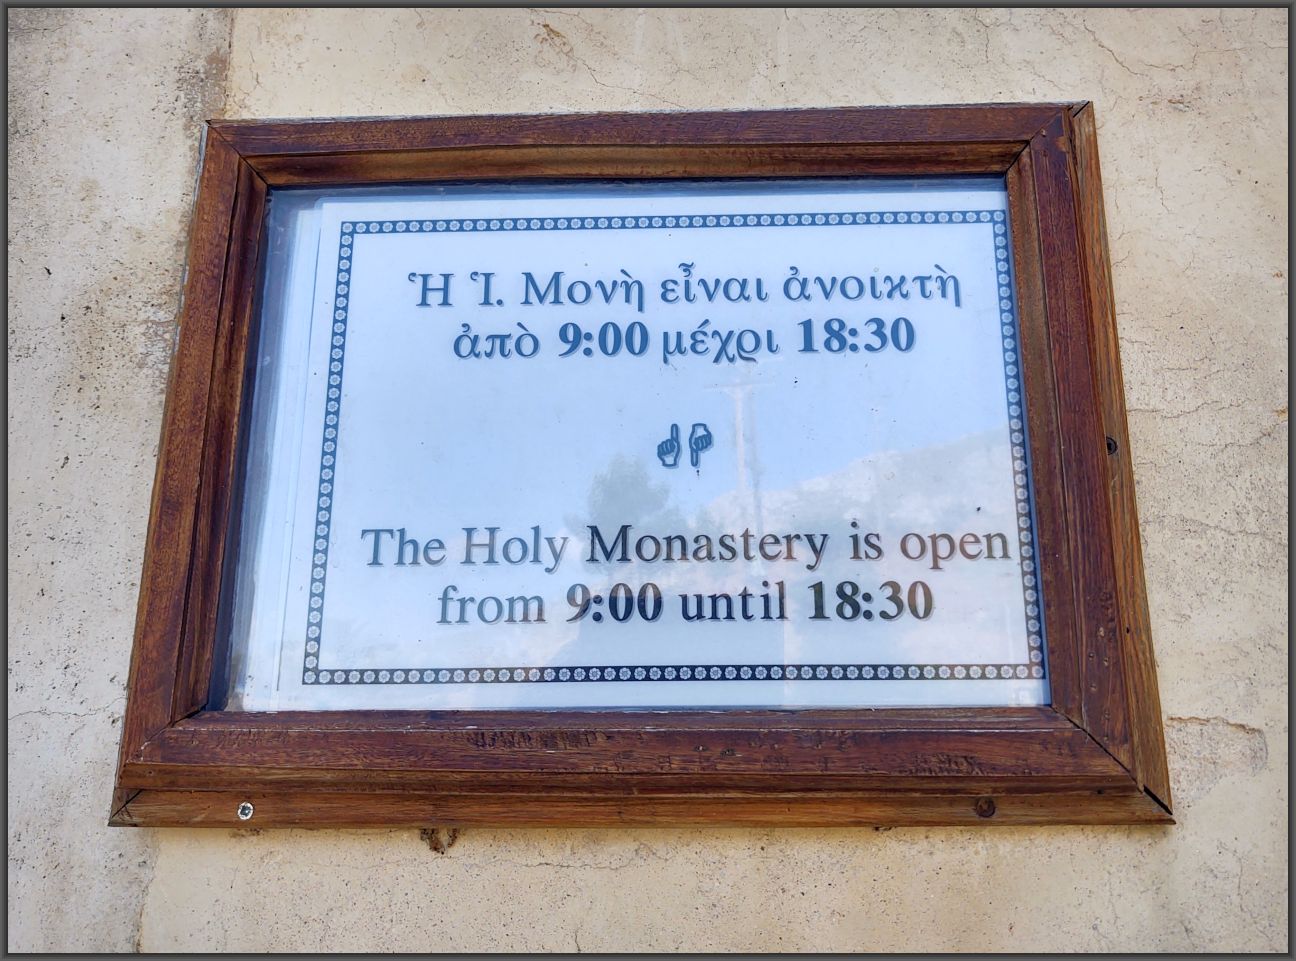 Ἡ Ἱ. Μονὴ εἶναι ἀνοικτὴ
ἀπὸ 9:00 μέχρι 18:30
The Holy Monastery is open
from 9:00 until 18:30